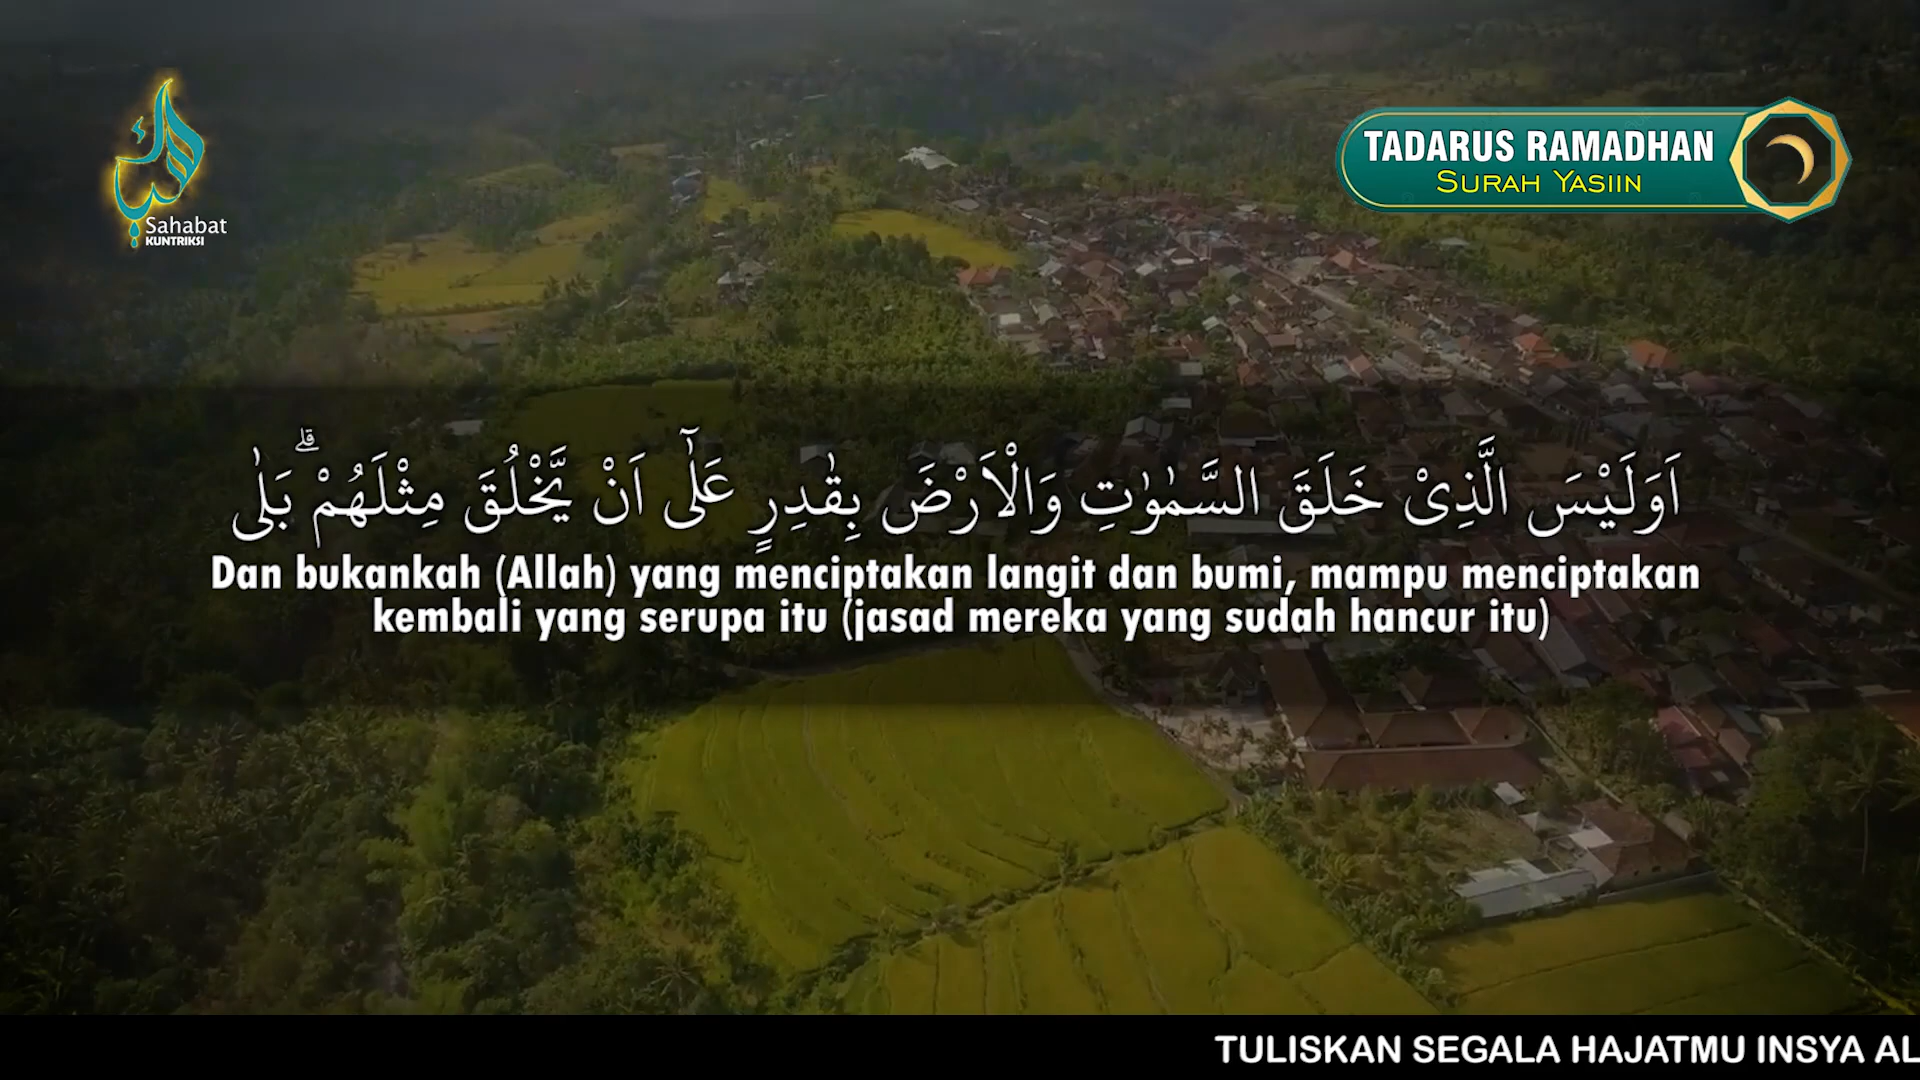 Sahabat
KUNTRIKSI
TADARUS RAMADHAN
SURAH YASIIN
اَوَلَيْسَ الَّذِيْ خَلَقَ السَّمٰوٰتِ وَالْاَرْضَ بِقٰدِرٍ عَلٰٓى اَنْ يَّخْلُقَ مِثْلَهُمْ ۗبَلٰى
Dan bukankah (Allah) yang menciptakan langit dan bumi, mampu menciptakan
kembali yang serupa itu (jasad mereka yang sudah hancur itu)
TULISKAN SEGALA HAJATMU INSYA AL